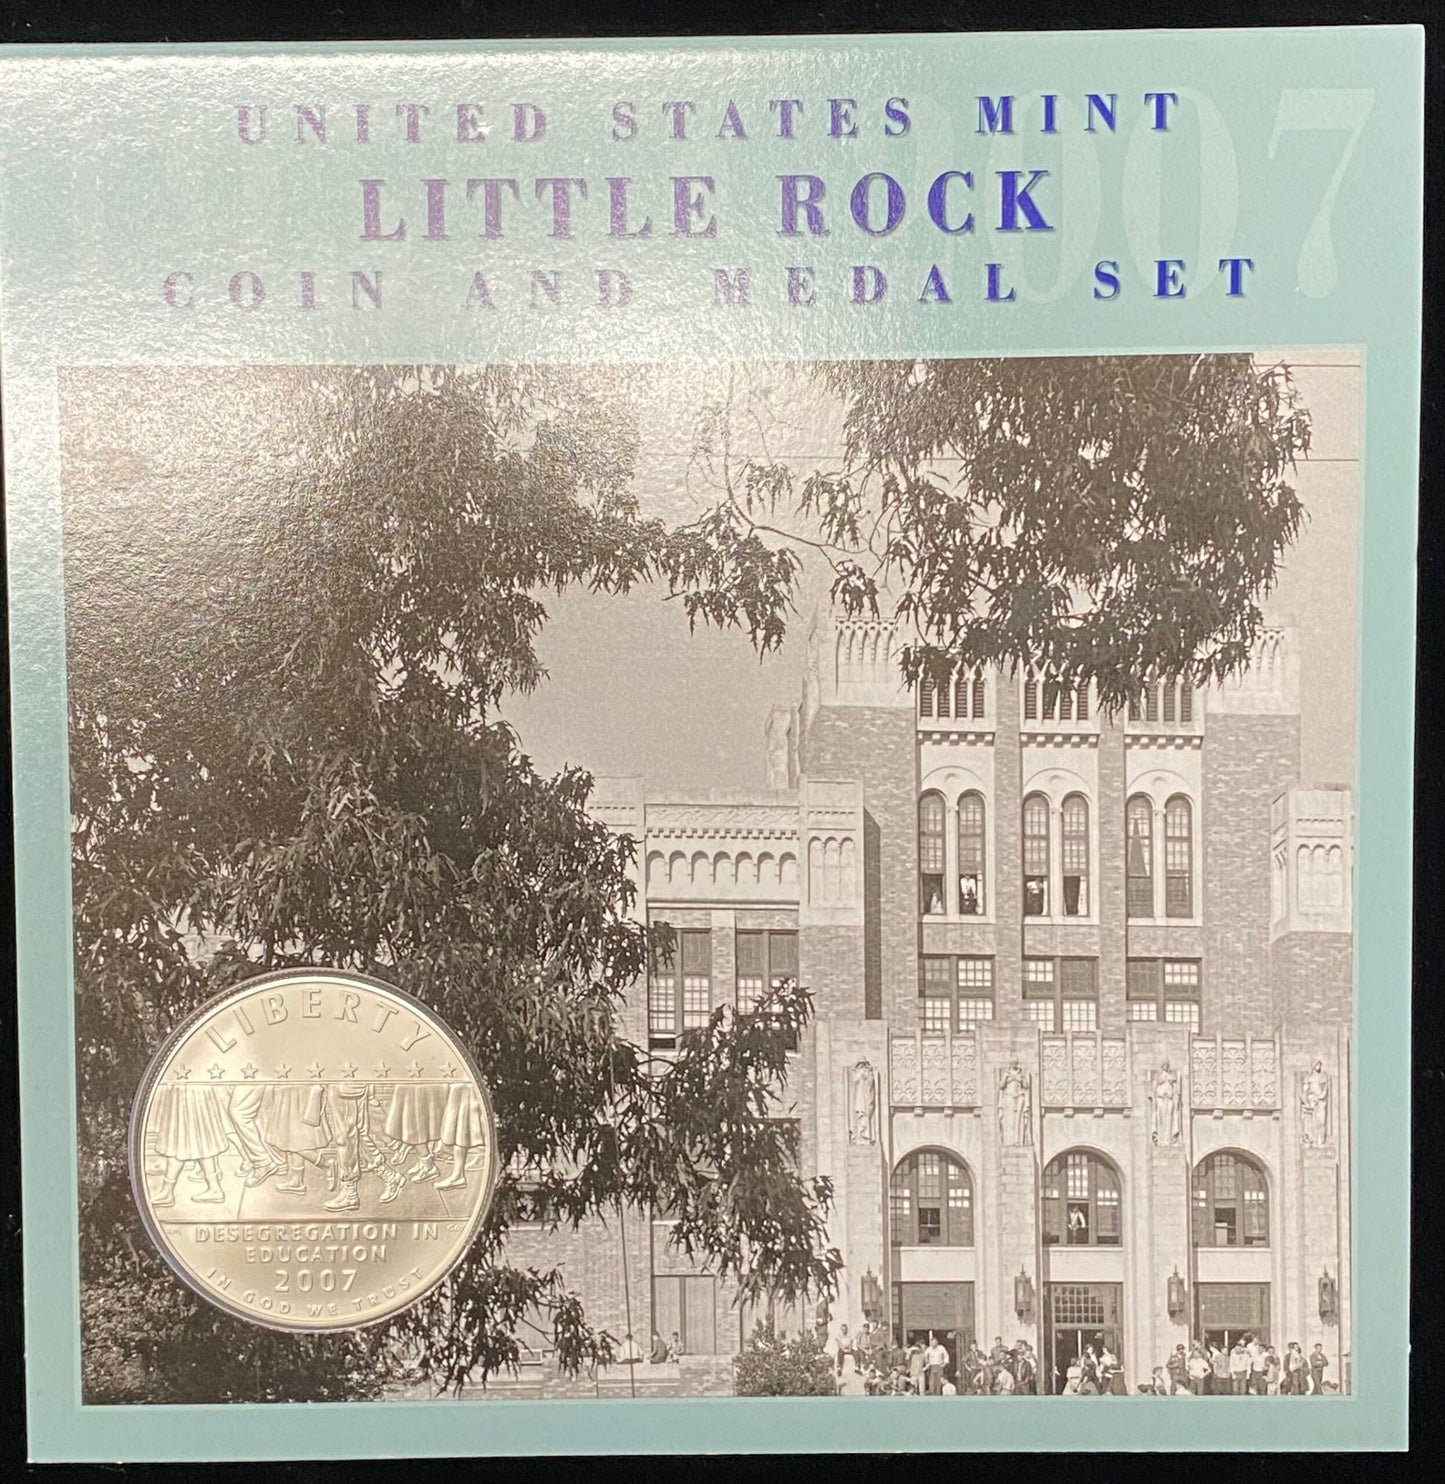 2007
UNITED STATES MINT
LITTLE ROCK
COIN AND MEDAL SET
LIBERTY
DESEGREGATION IN
EDUCATION
2007
IN GOD WE TRUST